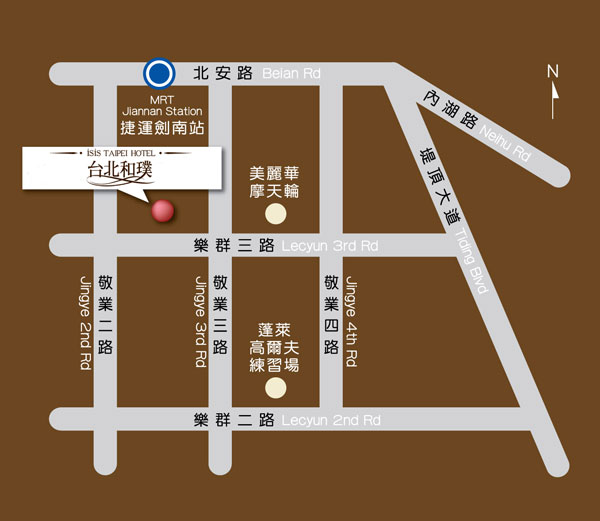 北安路 Beian Rd
N
MRT
Jiannan Station
捷運劍南站
內湖路 Neihu Rd
ISIS TAIPEI HOTEL
台北和璞
美麗華
摩天輪
堤頂大道 Tiding Blvd
樂群三路 Lecyun 3rd Rd
敬業二路
Jingye 2nd Rd
敬業三路
Jingye 3rd Rd
敬業四路
Jingye 4th Rd
蓬萊
高爾夫
練習場
樂群二路 Lecyun 2nd Rd